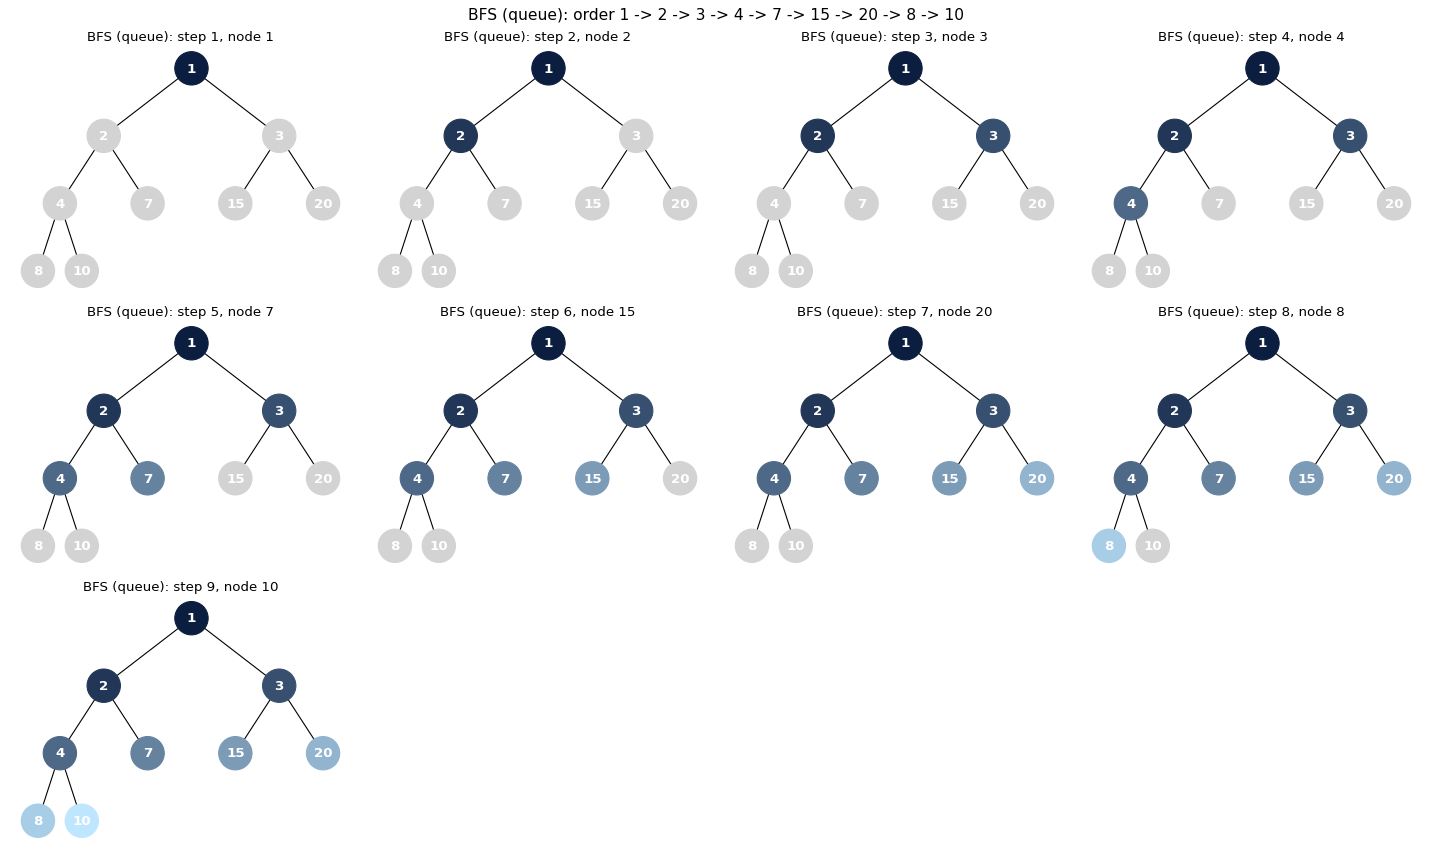 BFS (queue): order 1 -> 2 -> 3 -> 4 -> 7 -> 15 -> 20 -> 8 -> 10
BFS (queue): step 1, node 1
1
2 3
4 7 15 20
8 10
BFS (queue): step 2, node 2
1
2 3
4 7 15 20
8 10
BFS (queue): step 3, node 3
1
2 3
4 7 15 20
8 10
BFS (queue): step 4, node 4
1
2 3
4 7 15 20
8 10
BFS (queue): step 5, node 7
1
2 3
4 7 15 20
8 10
BFS (queue): step 6, node 15
1
2 3
4 7 15 20
8 10
BFS (queue): step 7, node 20
1
2 3
4 7 15 20
8 10
BFS (queue): step 8, node 8
1
2 3
4 7 15 20
8 10
BFS (queue): step 9, node 10
1
2 3
4 7 15 20
8 10